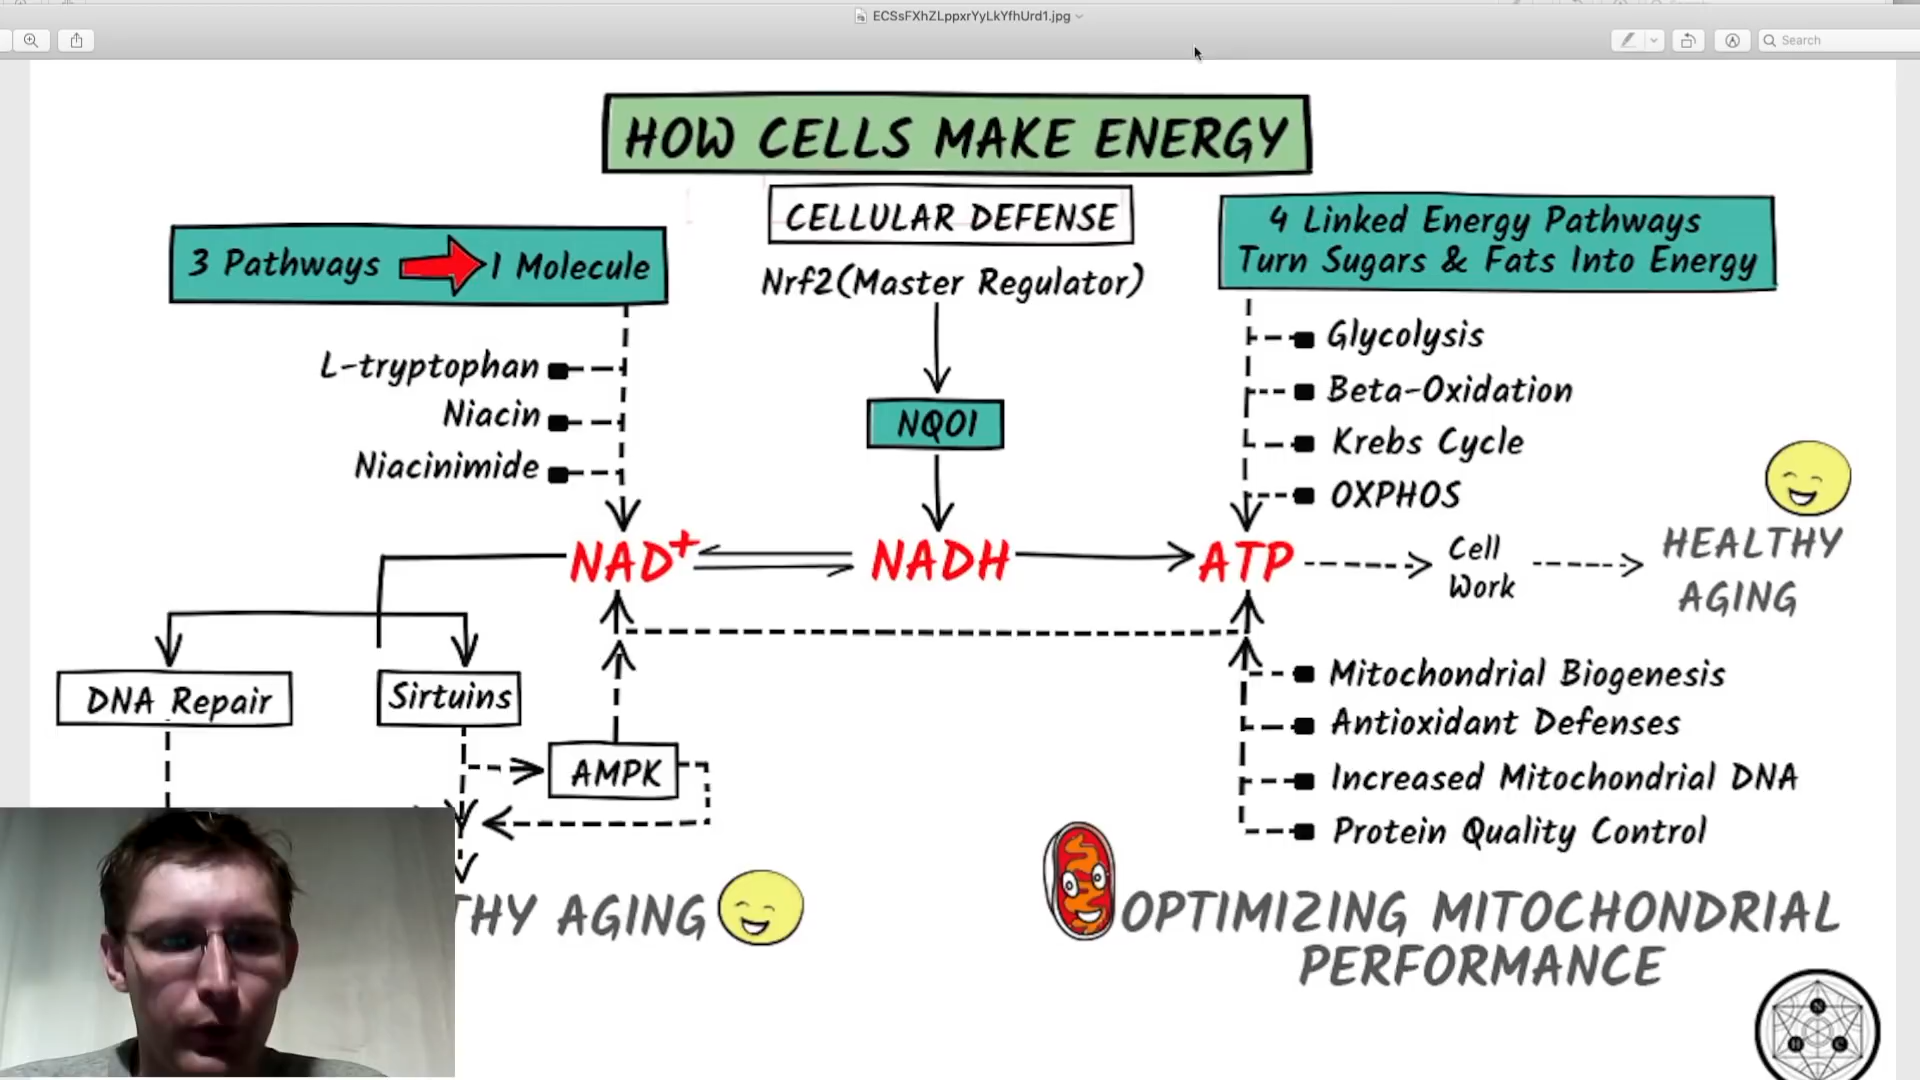 ECSsFXhZLppxrYyLkYfhUrd1.jpg
Search
HOW CELLS MAKE ENERGY
3 Pathways
1 Molecule
L-tryptophan
Niacin
Niacinimide
CELLULAR DEFENSE
Nrf2(Master Regulator)
NQO1
4 Linked Energy Pathways
Turn Sugars & Fats Into Energy
Glycolysis
Beta-Oxidation
Krebs Cycle
OXPHOS
NAD+
NADH
ATP
Cell
Work
HEALTHY
AGING
DNA Repair
Sirtuins
AMPK
THY AGING
Mitochondrial Biogenesis
Antioxidant Defenses
Increased Mitochondrial DNA
Protein Quality Control
OPTIMIZING MITOCHONDRIAL
PERFORMANCE
N
H
C